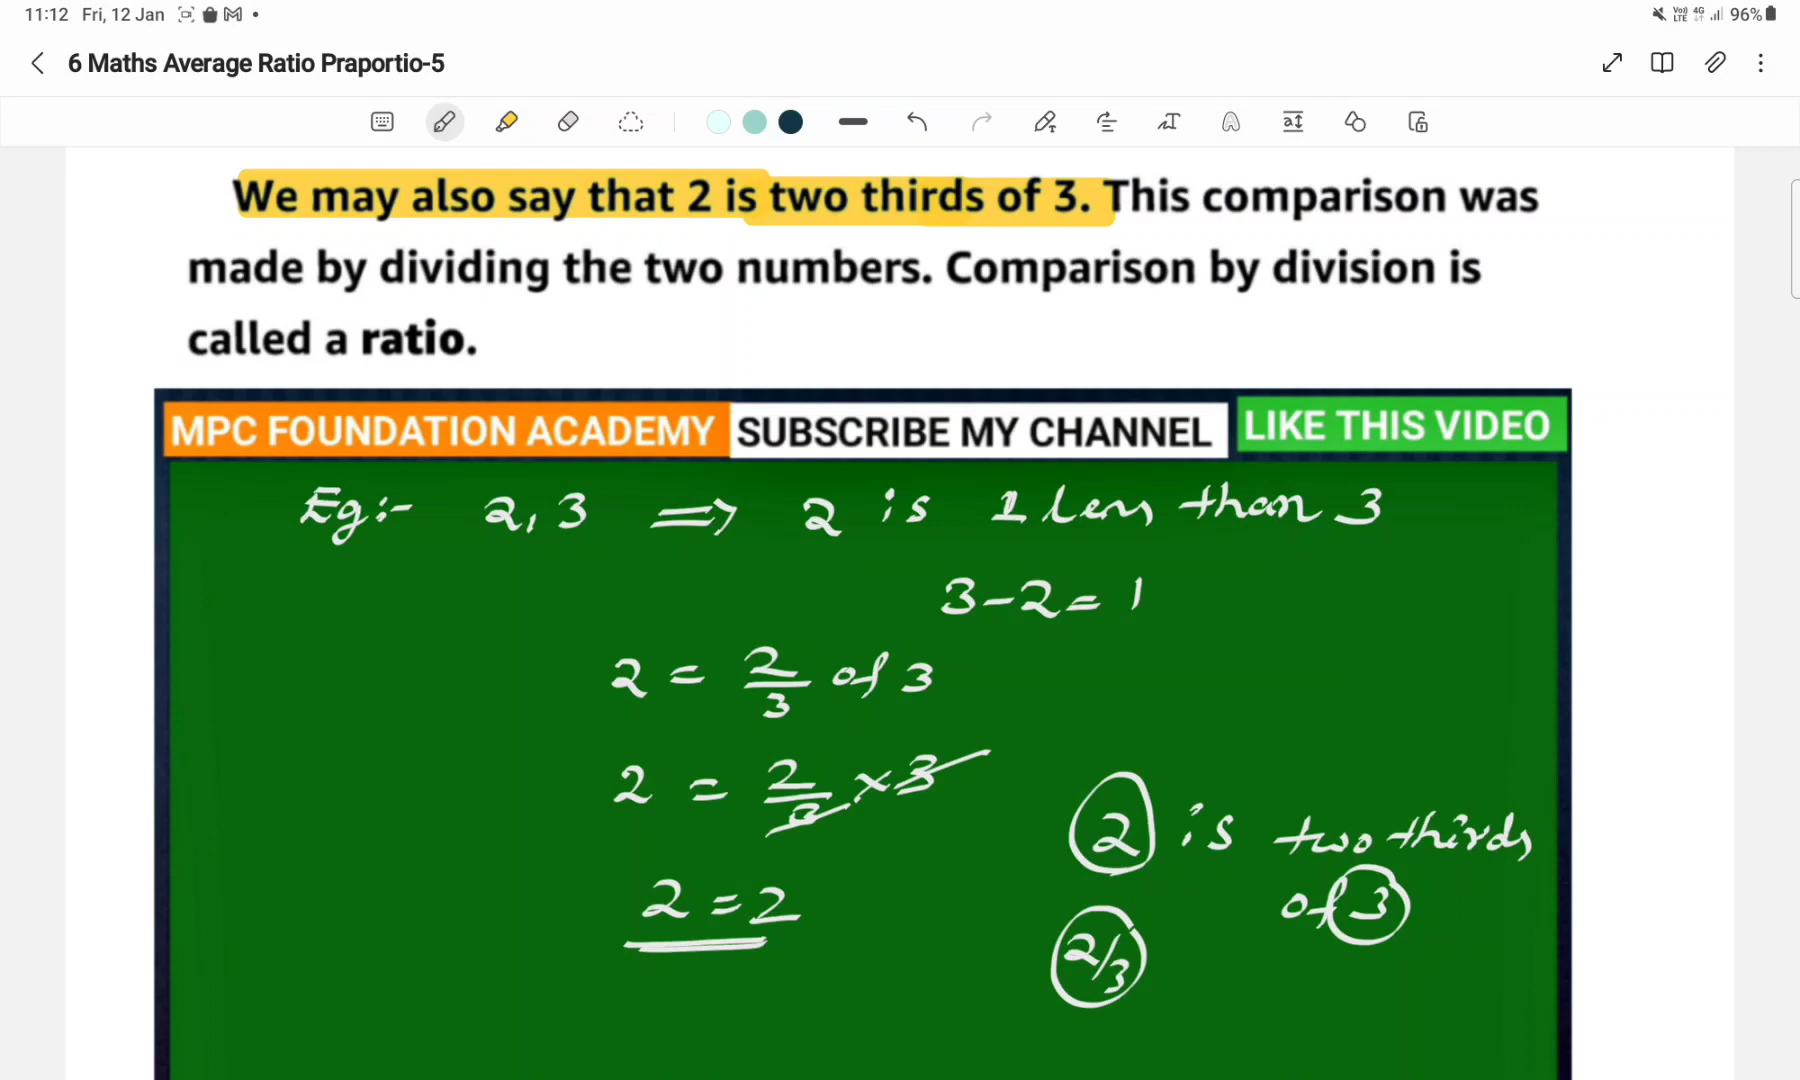 11:12 Fri, 12 Jan
96%
6 Maths Average Ratio Praportio-5
We may also say that 2 is two thirds of 3. This comparison was
made by dividing the two numbers. Comparison by division is
called a ratio.
MPC FOUNDATION ACADEMY SUBSCRIBE MY CHANNEL LIKE THIS VIDEO
Eg:- 2, 3 ⇒ 2 is 1 less than 3
3-2=1
2 = 2/3 of 3
2 = 2/3 × 3
2 is two thirds
of 3
2 = 2
2/3